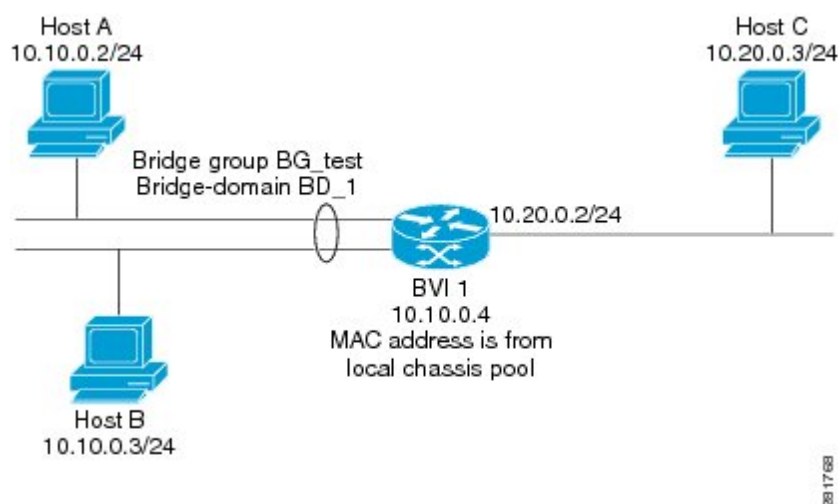 Host A
10.10.0.2/24
Host C
10.20.0.3/24
Bridge group BG_test
Bridge-domain BD_1
10.20.0.2/24
BVI 1
10.10.0.4
MAC address is from
local chassis pool
Host B
10.10.0.3/24